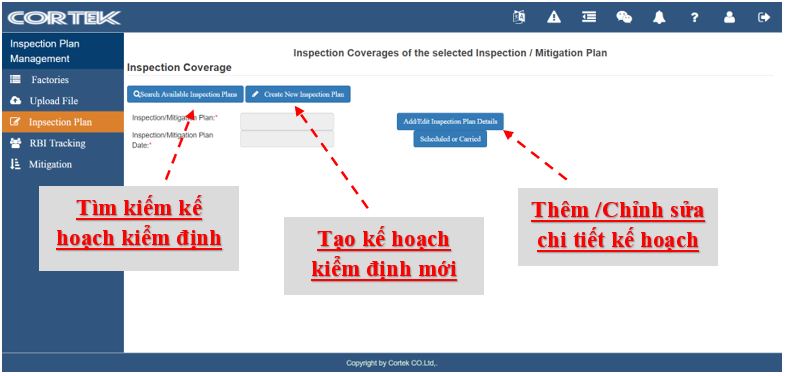 CORTEK
Inspection Plan
Management
Factories
Upload File
Inpsection Plan
RBI Tracking
Mitigation
Inspection Coverages of the selected Inspection / Mitigation Plan
Inspection Coverage
Search Available Inspection Plans
Create New Inspection Plan
Inspection/Mitigation Plan:*
Inspection/Mitigation Plan
Date:*
Add/Edit Inspection Plan Details
Scheduled or Carried
Tìm kiếm kế
hoạch kiểm định
Tạo kế hoạch
kiểm định mới
Thêm /Chỉnh sửa
chi tiết kế hoạch
Copyright by Cortek CO.Ltd,.